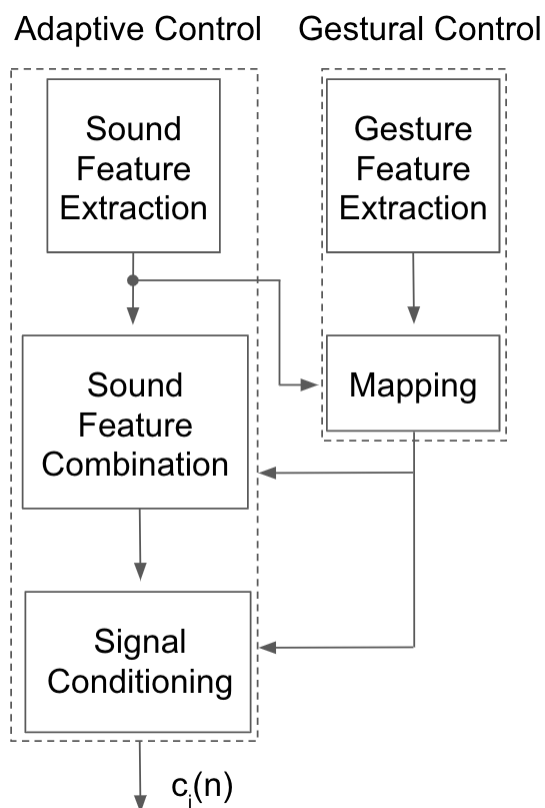 Adaptive Control
Gestural Control
Sound
Feature
Extraction
Gesture
Feature
Extraction
Sound
Feature
Combination
Mapping
Signal
Conditioning
c_i(n)